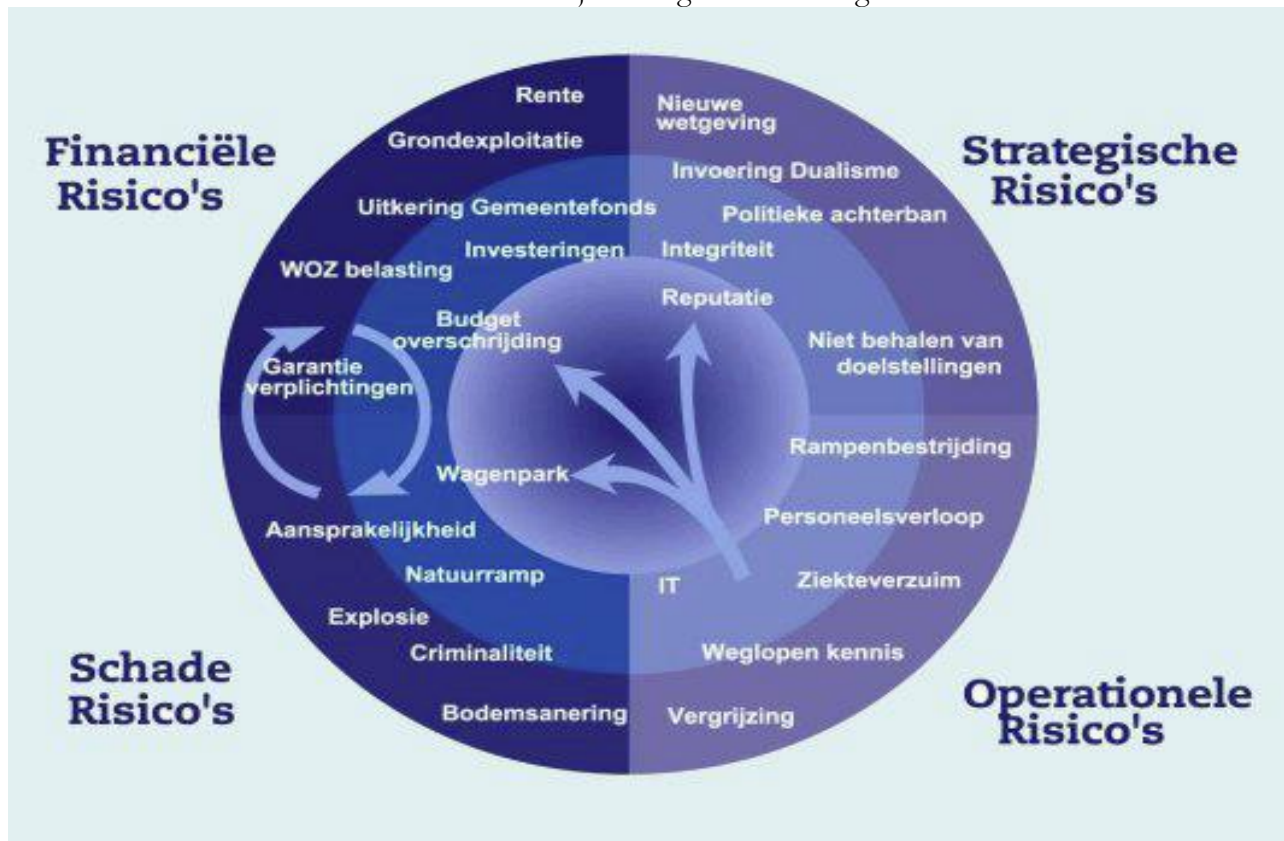 Financiële
Risico's
Strategische
Risico's
Rente
Grondexploitatie
Uitkering Gemeentefonds
Investeringen
WOZ belasting
Budget
overschrijding
Garantie
verplichtingen
Nieuwe
wetgeving
Invoering Dualisme
Politieke achterban
Integriteit
Reputatie
Niet behalen van
doelstellingen
Wagenpark
Aansprakelijkheid
Natuurramp
Explosie
Criminaliteit
Bodemsanering
Rampenbestrijding
Personeelsverloop
IT
Ziekteverzuim
Weglopen kennis
Vergrijzing
Schade
Risico's
Operationele
Risico's